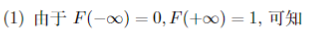 (1) 由于 F(−∞) = 0, F(+∞) = 1, 可知